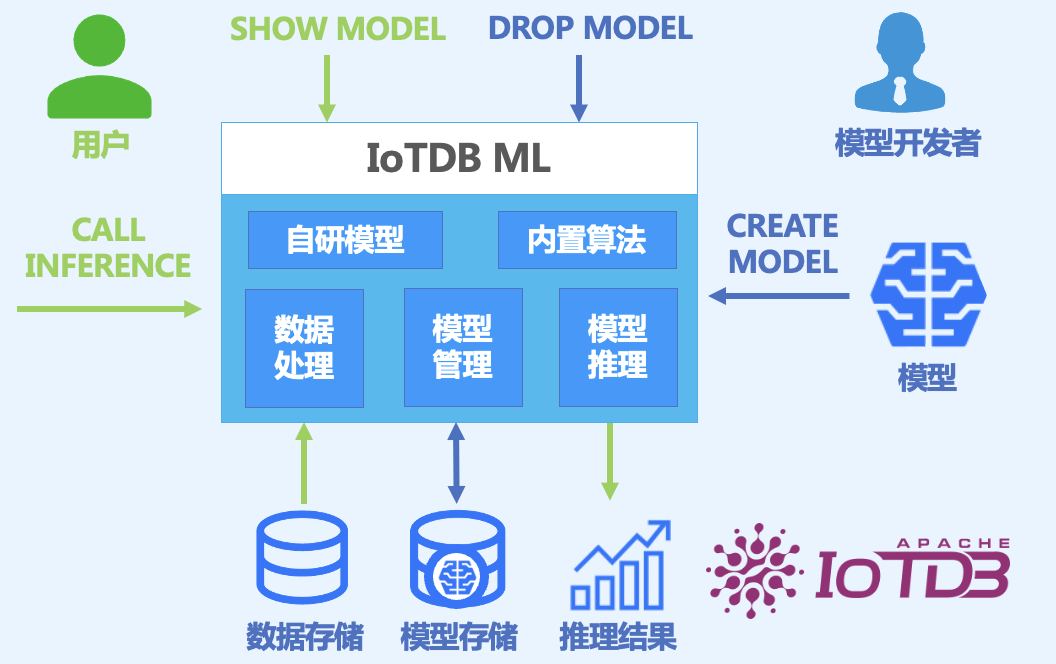 SHOW MODEL
DROP MODEL
用户
模型开发者
IoTDB ML
CALL
INFERENCE
自研模型
内置算法
CREATE
MODEL
数据
处理
模型
管理
模型
推理
模型
数据存储
模型存储
推理结果
APACHE
IoTDB